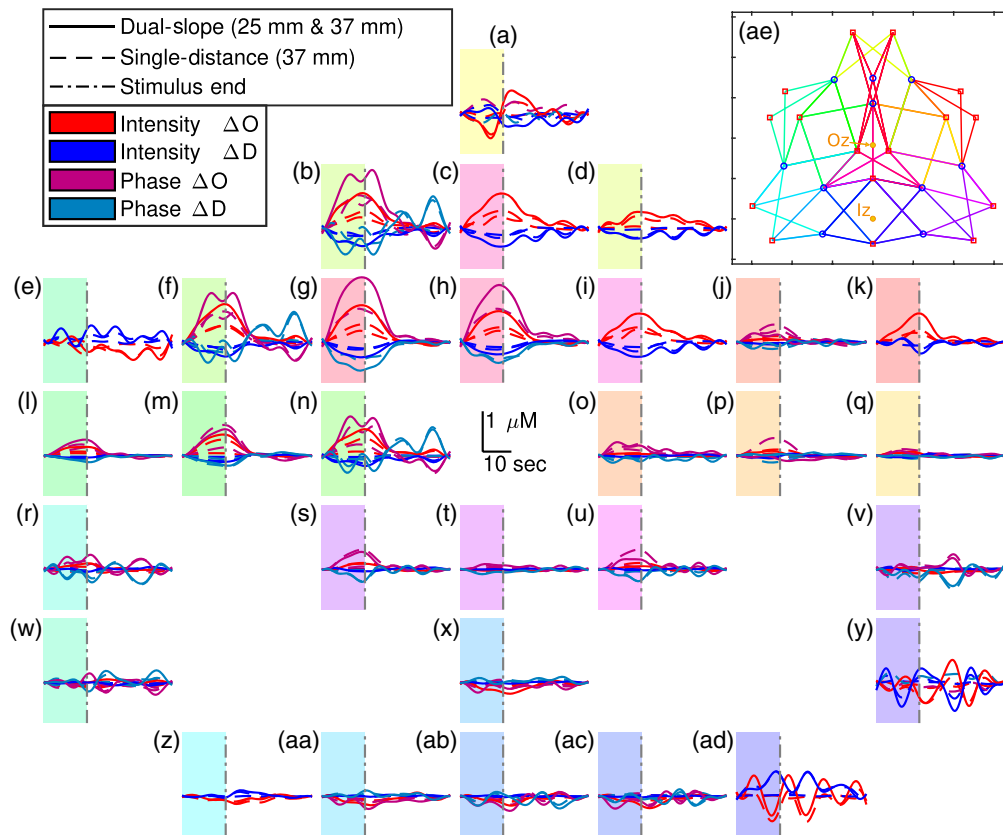 Dual-slope (25 mm & 37 mm)
Single-distance (37 mm)
Stimulus end
Intensity ΔO
Intensity ΔD
Phase ΔO
Phase ΔD
(a)
(ae)
Oz
Iz
(b) (c) (d)
(e) (f) (g) (h) (i) (j) (k)
(l) (m) (n) (o) (p) (q)
1 μM
10 sec
(r) (s) (t) (u) (v)
(w) (x) (y)
(z) (aa) (ab) (ac) (ad)